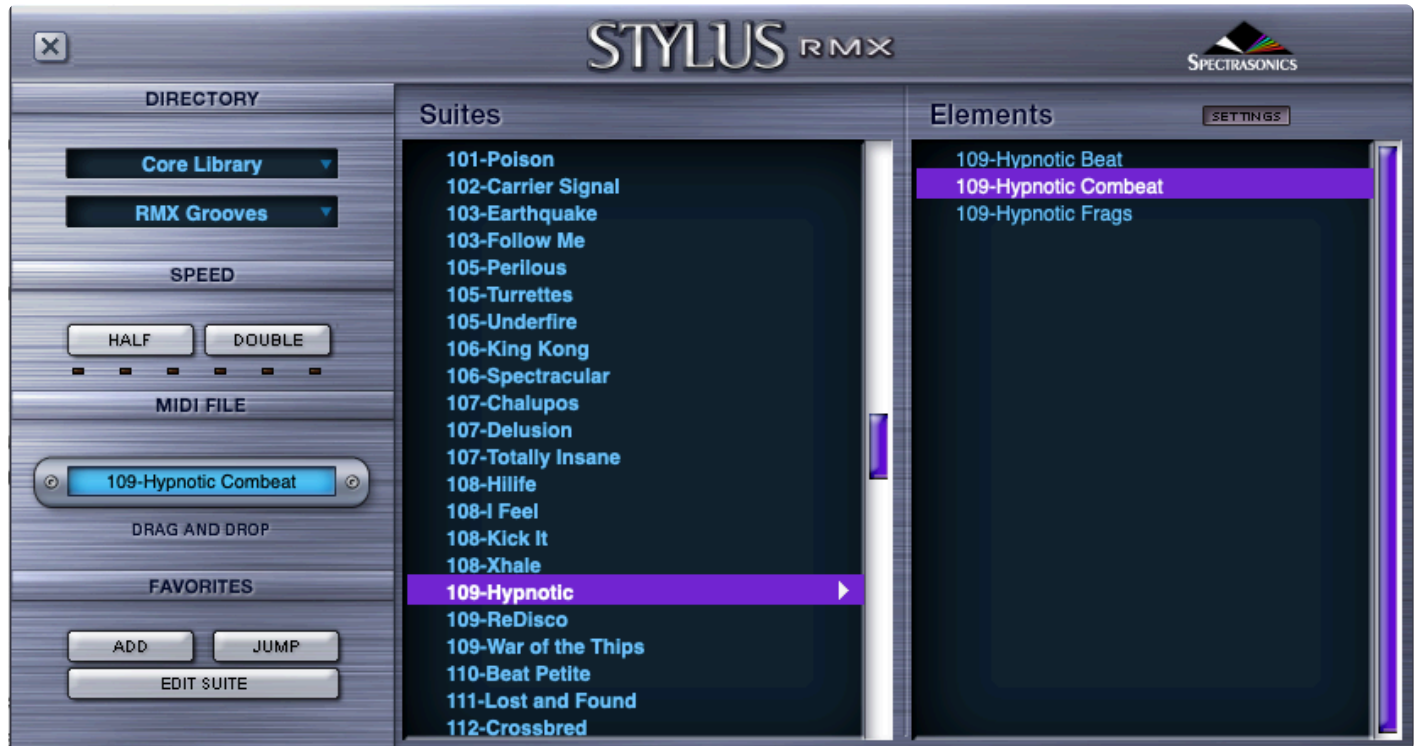 STYLUS RMX
SPECTRASONICS
DIRECTORY
Core Library
RMX Grooves
SPEED
HALF
DOUBLE
MIDI FILE
109-Hypnotic Combeat
DRAG AND DROP
FAVORITES
ADD
JUMP
EDIT SUITE
Suites
101-Poison
102-Carrier Signal
103-Earthquake
103-Follow Me
105-Perilous
105-Turrettes
105-Underfire
106-King Kong
106-Spectracular
107-Chalupos
107-Delusion
107-Totally Insane
108-Hilife
108-I Feel
108-Kick It
108-Xhale
109-Hypnotic
109-ReDisco
109-War of the Thips
110-Beat Petite
111-Lost and Found
112-Crossbred
Elements
SETTINGS
109-Hypnotic Beat
109-Hypnotic Combeat
109-Hypnotic Frags